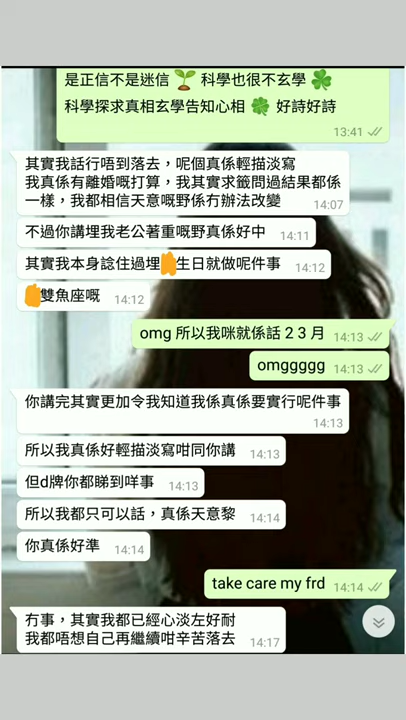 是正信不是迷信🌱 科學也很不玄學🍀
科學探求真相玄學告知心相🍀 好詩好詩
13:41
其實我話行唔到落去，呢個真係輕描淡寫
我真係有離婚嘅打算，我其實求籤問過結果都係
一樣，我都相信天意嘅野係冇辦法改變
14:07
不過你講埋我老公著重嘅野真係好中 14:11
其實我本身諗住過埋 生日就做呢件事 14:12
雙魚座嘅 14:12
omg 所以我咪就係話 2 3 月 14:13
omggggg 14:13
你講完其實更加令我知道我係真係要實行呢件事
14:13
所以我真係好輕描淡寫咁同你講 14:13
但d牌你都睇到咩事 14:13
所以我都只可以話，真係天意黎 14:14
你真係好準 14:14
take care my frd 14:14
冇事，其實我都已經心淡左好耐
我都唔想自己再繼續咁辛苦落去 14:17